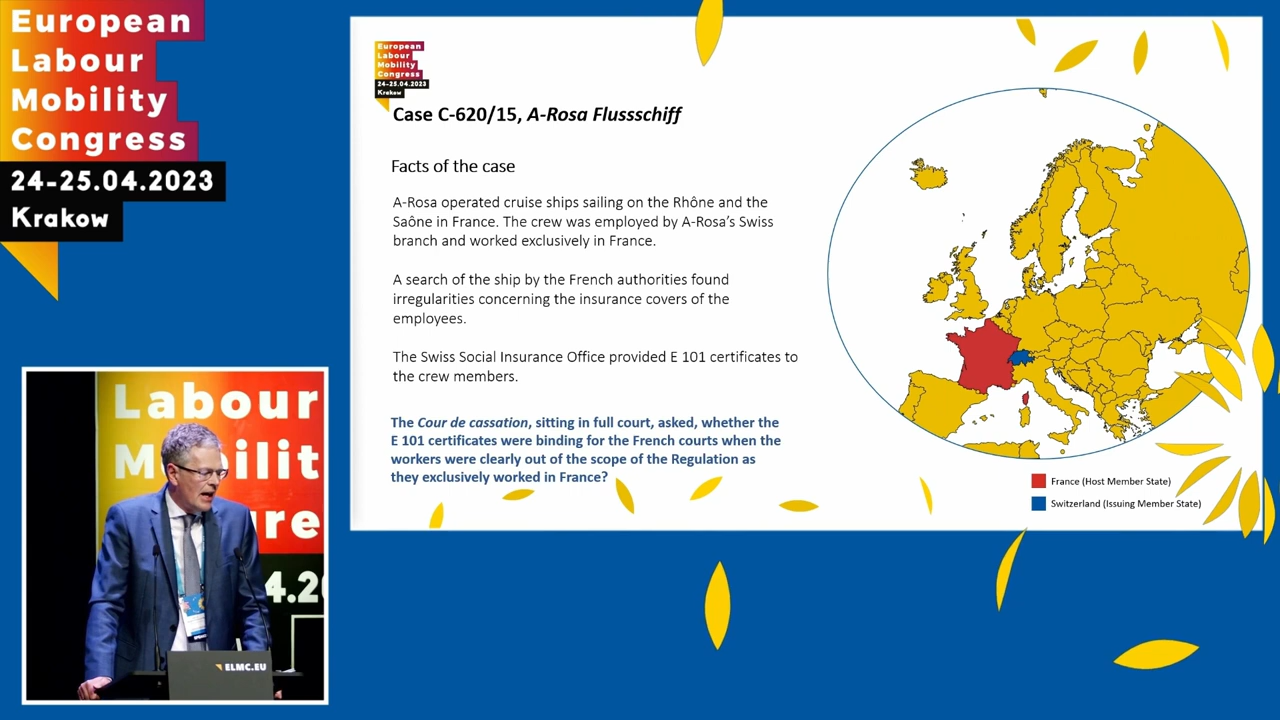 European
Labour
Mobility
Congress
24-25.04.2023
Krakow
European
Labour
Mobility
Congress
24-25.04.2023
Krakow
Case C-620/15, A-Rosa Flussschiff
Facts of the case
A-Rosa operated cruise ships sailing on the Rhône and the
Saône in France. The crew was employed by A-Rosa's Swiss
branch and worked exclusively in France.
A search of the ship by the French authorities found
irregularities concerning the insurance covers of the
employees.
The Swiss Social Insurance Office provided E 101 certificates to
the crew members.
The Cour de cassation, sitting in full court, asked, whether the
E 101 certificates were binding for the French courts when the
workers were clearly out of the scope of the Regulation as
they exclusively worked in France?
France (Host Member State)
Switzerland (Issuing Member State)
Labour
M bilit
gre
4.20
ELMC.EU